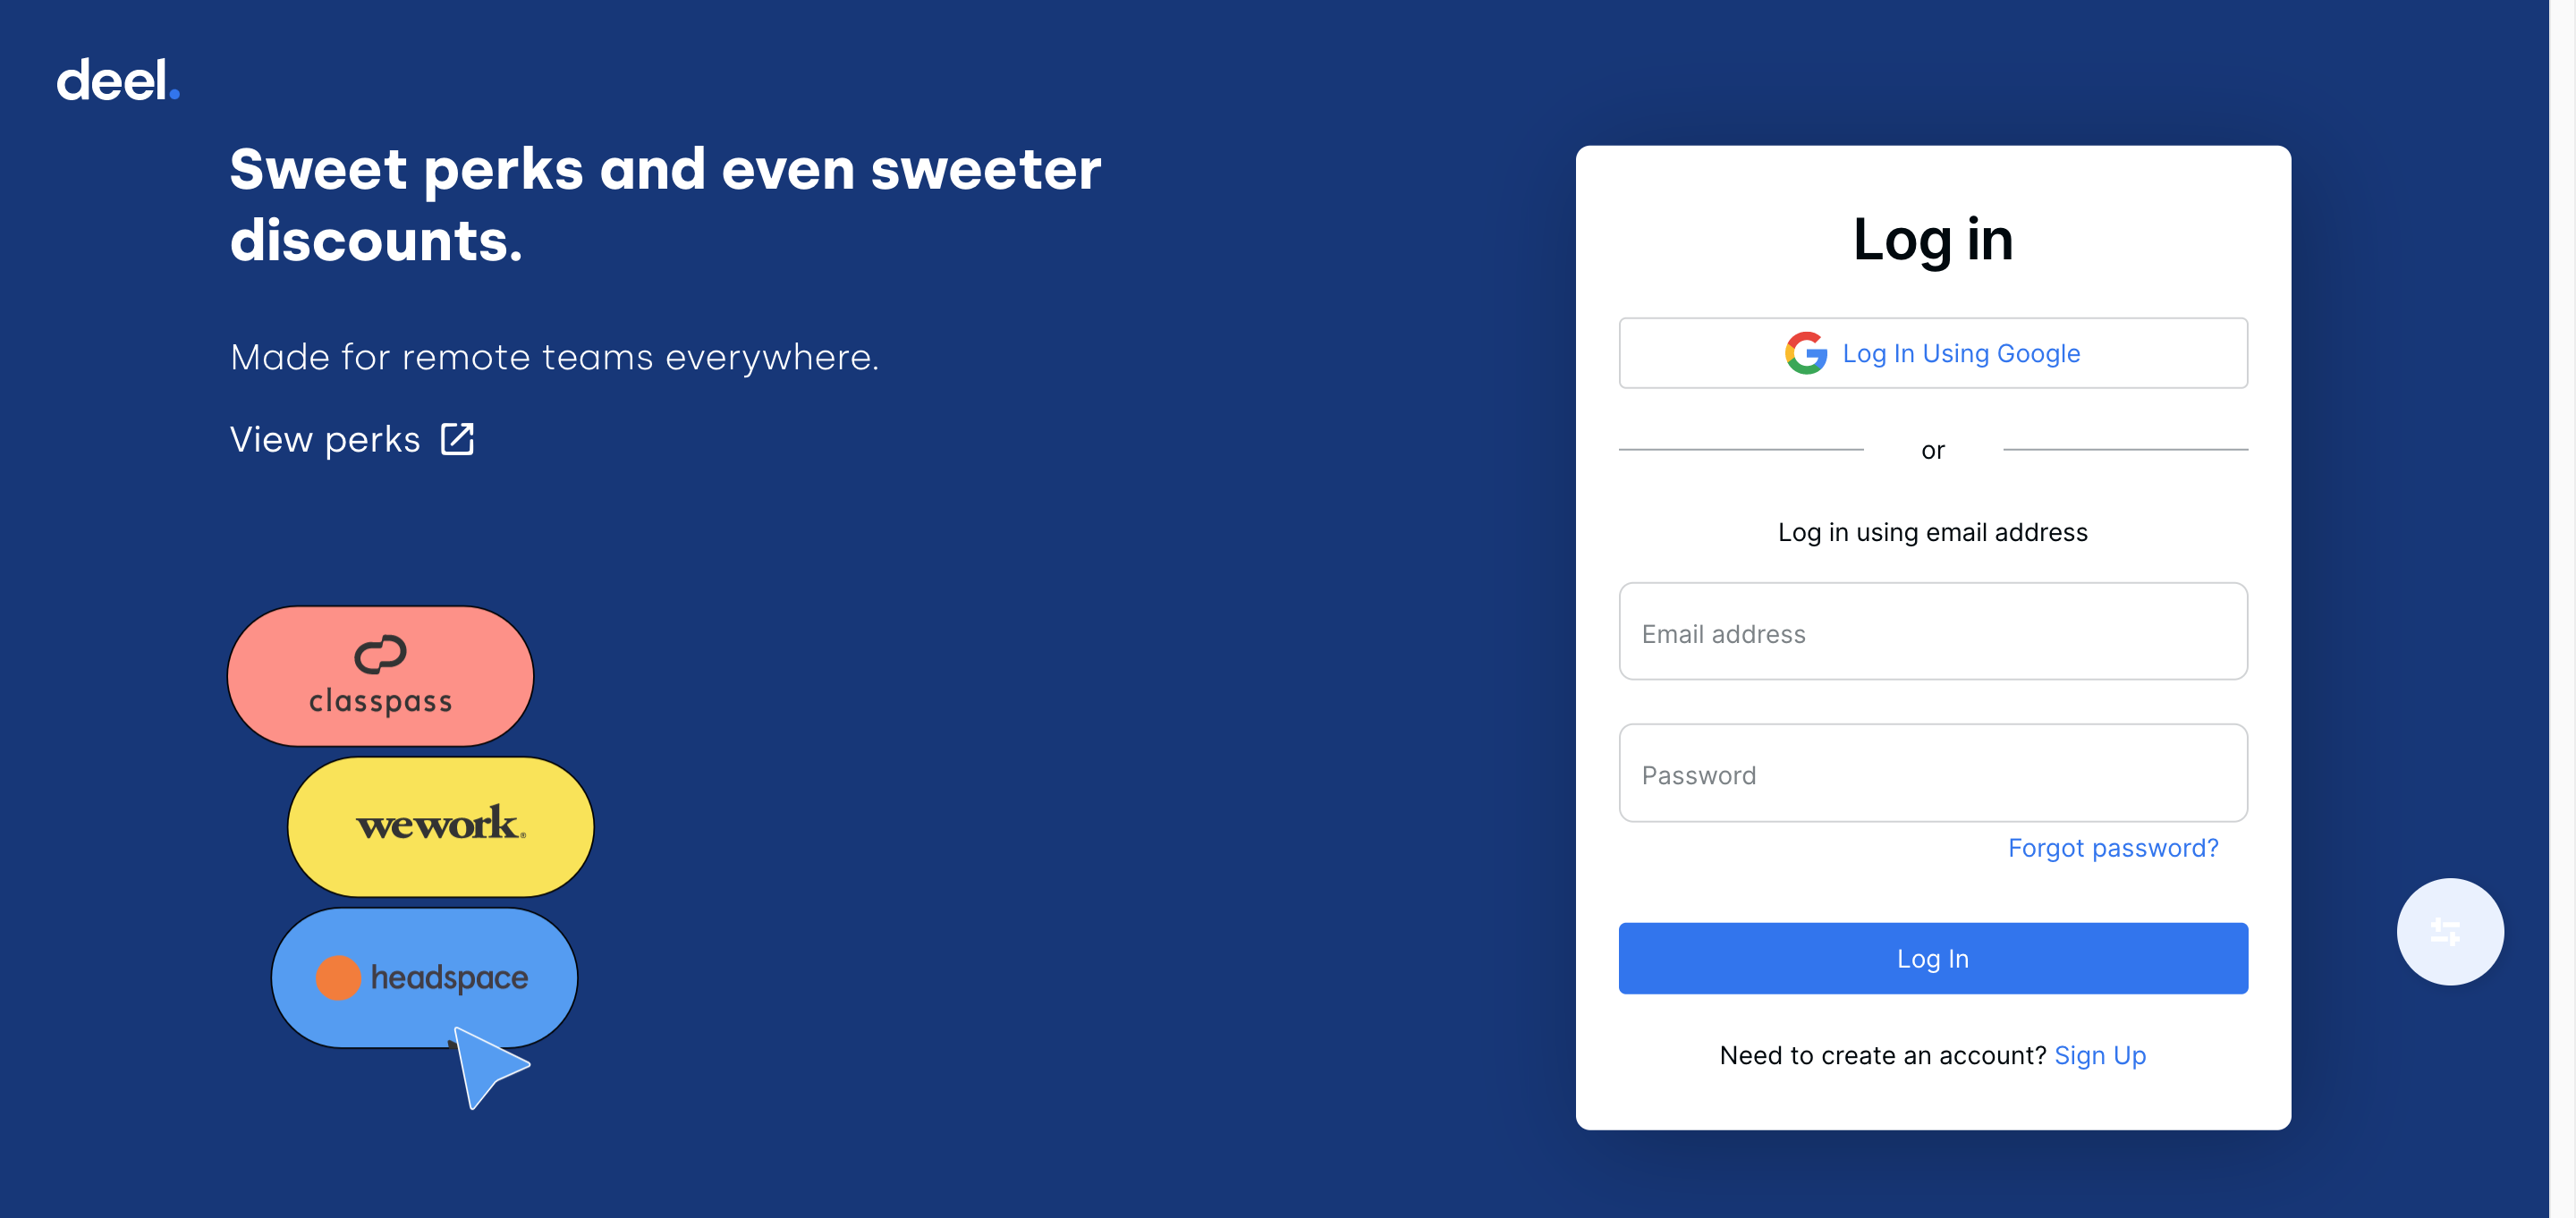 deel.
Sweet perks and even sweeter
discounts.
Made for remote teams everywhere.
View perks
classpass
wework®
headspace
Log in
Log In Using Google
or
Log in using email address
Email address
Password
Forgot password?
Log In
Need to create an account? Sign Up